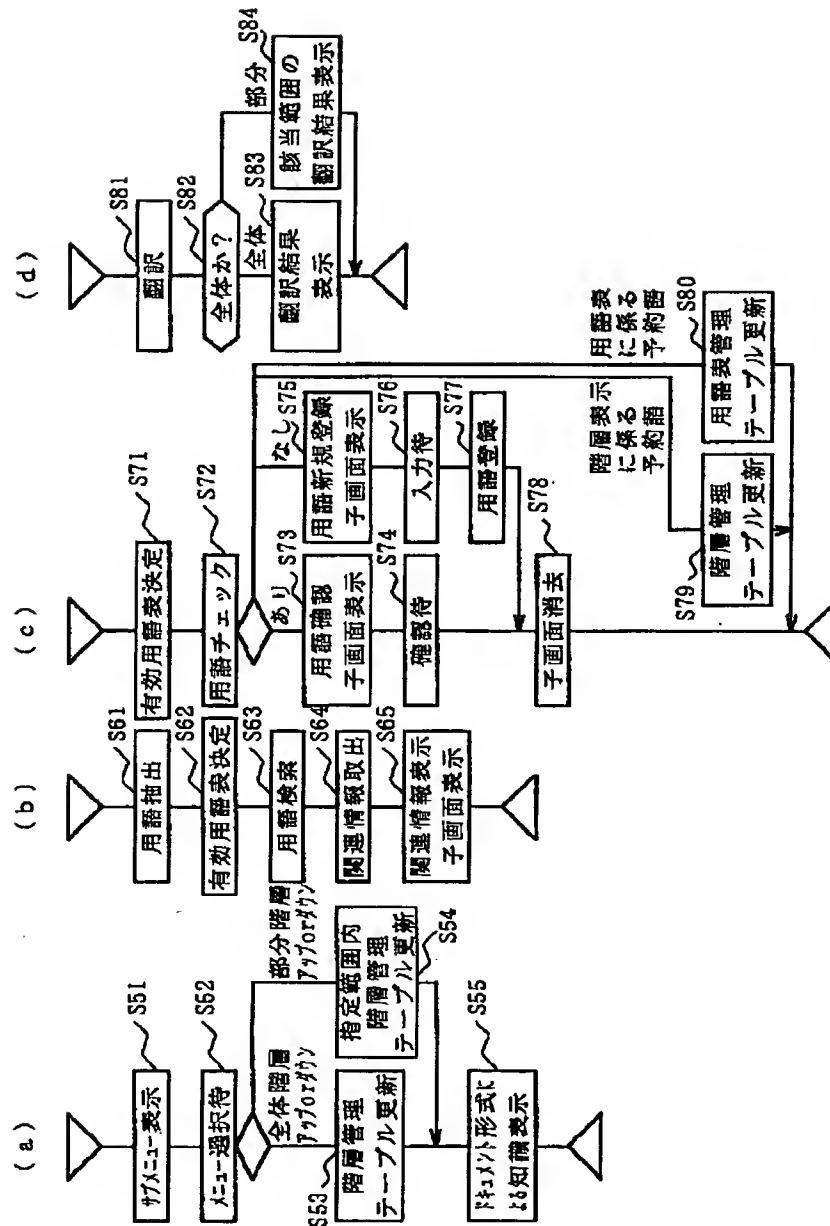 (a)
S51
サブメニュー表示
S52
メニュー選択待
全体階層
アップorダウン
部分階層
アップorダウン
S53
階層管理
テーブル更新
指定範囲内
階層管理
テーブル更新
S54
S55
ドキュメント形式に
よる知識表示
(b)
S61
用語抽出
S62
有効用語表決定
S63
用語検索
S64
関連情報取出
S65
関連情報表示
子画面表示
(c)
S71
有効用語表決定
S72
用語チェック
あり
S73
用語確認
子画面表示
S74
確認待
なし
S75
用語新規登録
子画面表示
S76
入力待
S77
用語登録
S78
子画面消去
階層表示
に係る
予約語
S79
階層管理
テーブル更新
用語表
に係る
予約語
S80
用語表管理
テーブル更新
(d)
S81
翻訳
S82
全体か?
全体
S83
翻訳結果
表示
部分
S84
該当範囲の
翻訳結果表示